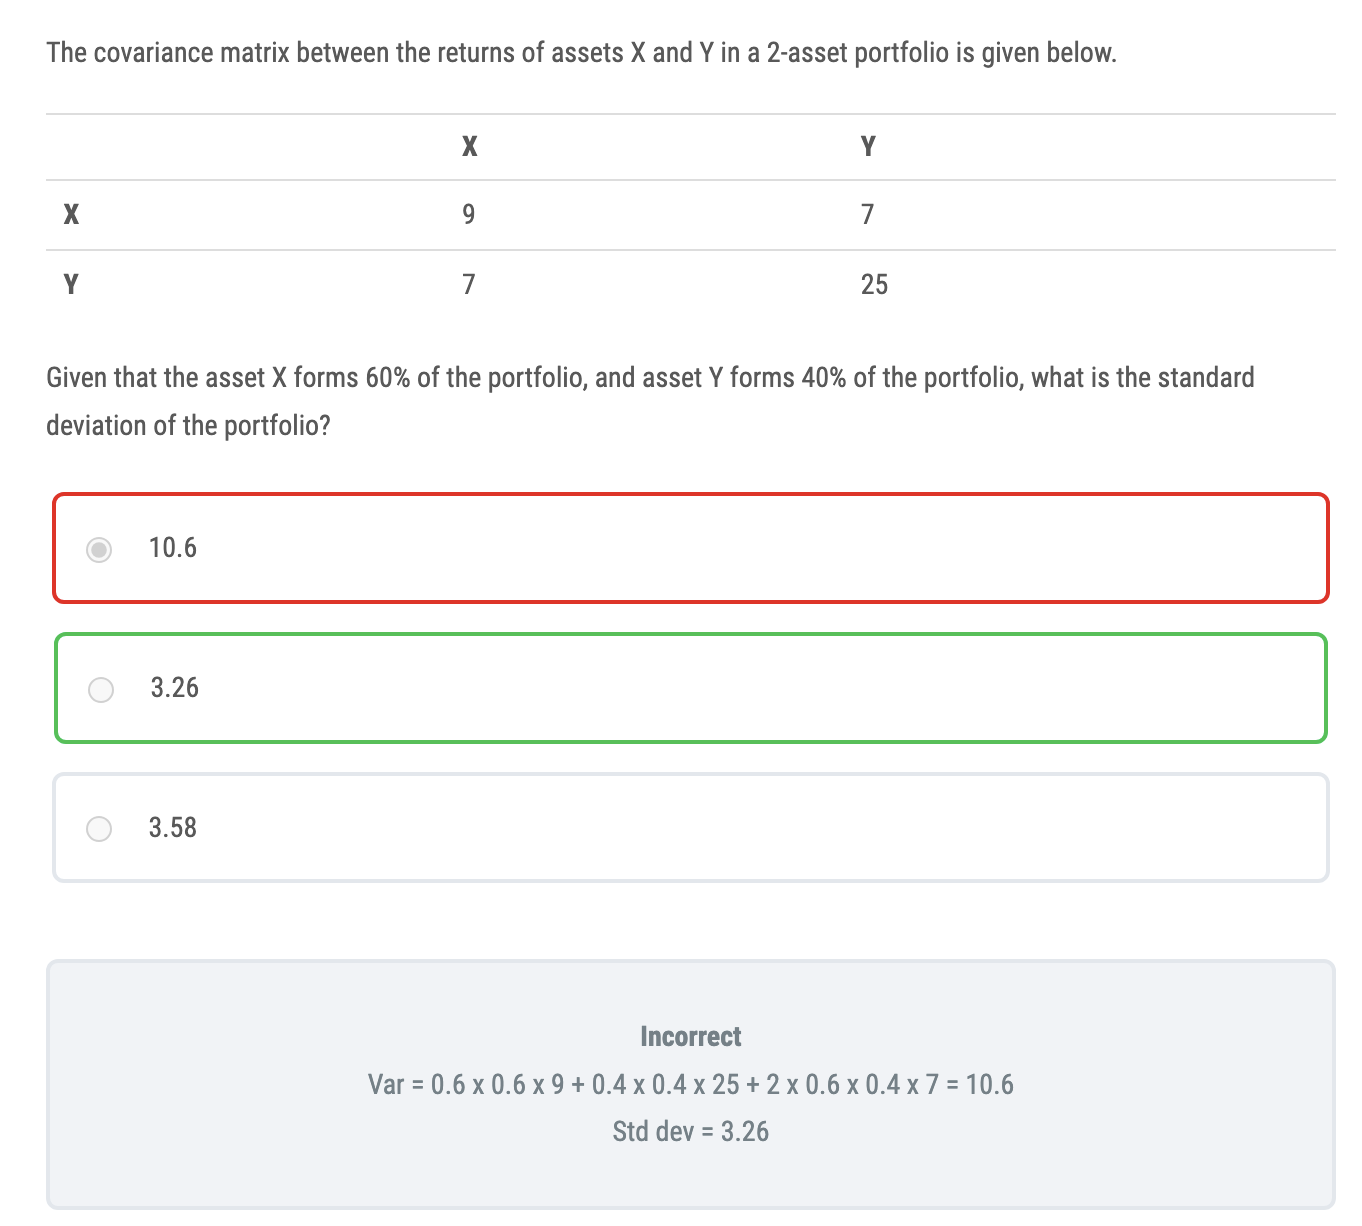 The covariance matrix between the returns of assets X and Y in a 2-asset portfolio is given below.
X Y
X 9 7
Y 7 25
Given that the asset X forms 60% of the portfolio, and asset Y forms 40% of the portfolio, what is the standard
deviation of the portfolio?
10.6
3.26
3.58
Incorrect
Var = 0.6 x 0.6 x 9 + 0.4 x 0.4 x 25 + 2 x 0.6 x 0.4 x 7 = 10.6
Std dev = 3.26